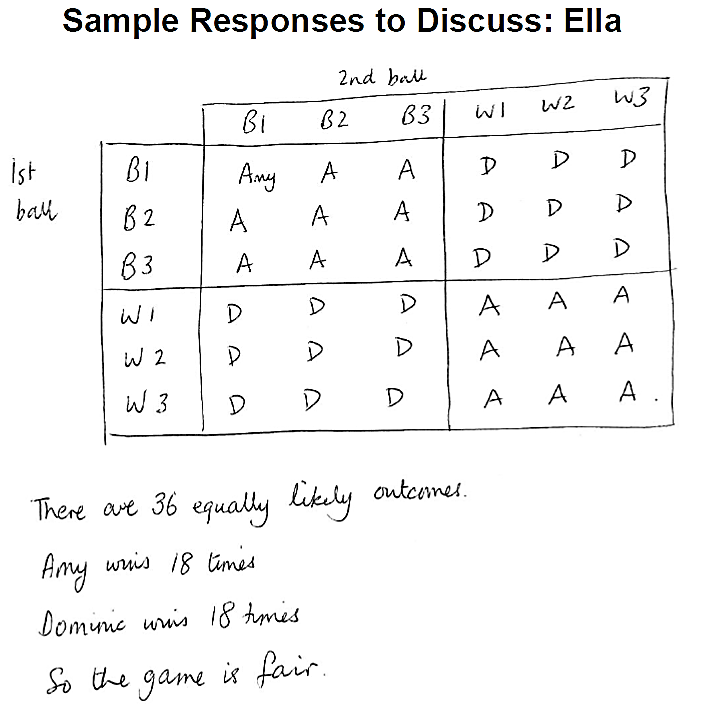 Sample Responses to Discuss: Ella
2nd ball
B1 B2 B3 W1 W2 W3
1st ball
B1 Amy A A D D D
B2 A A A D D D
B3 A A A D D D
W1 D D D A A A
W2 D D D A A A
W3 D D D A A A.
There are 36 equally likely outcomes.
Amy wins 18 times
Dominic wins 18 times
So the game is fair.